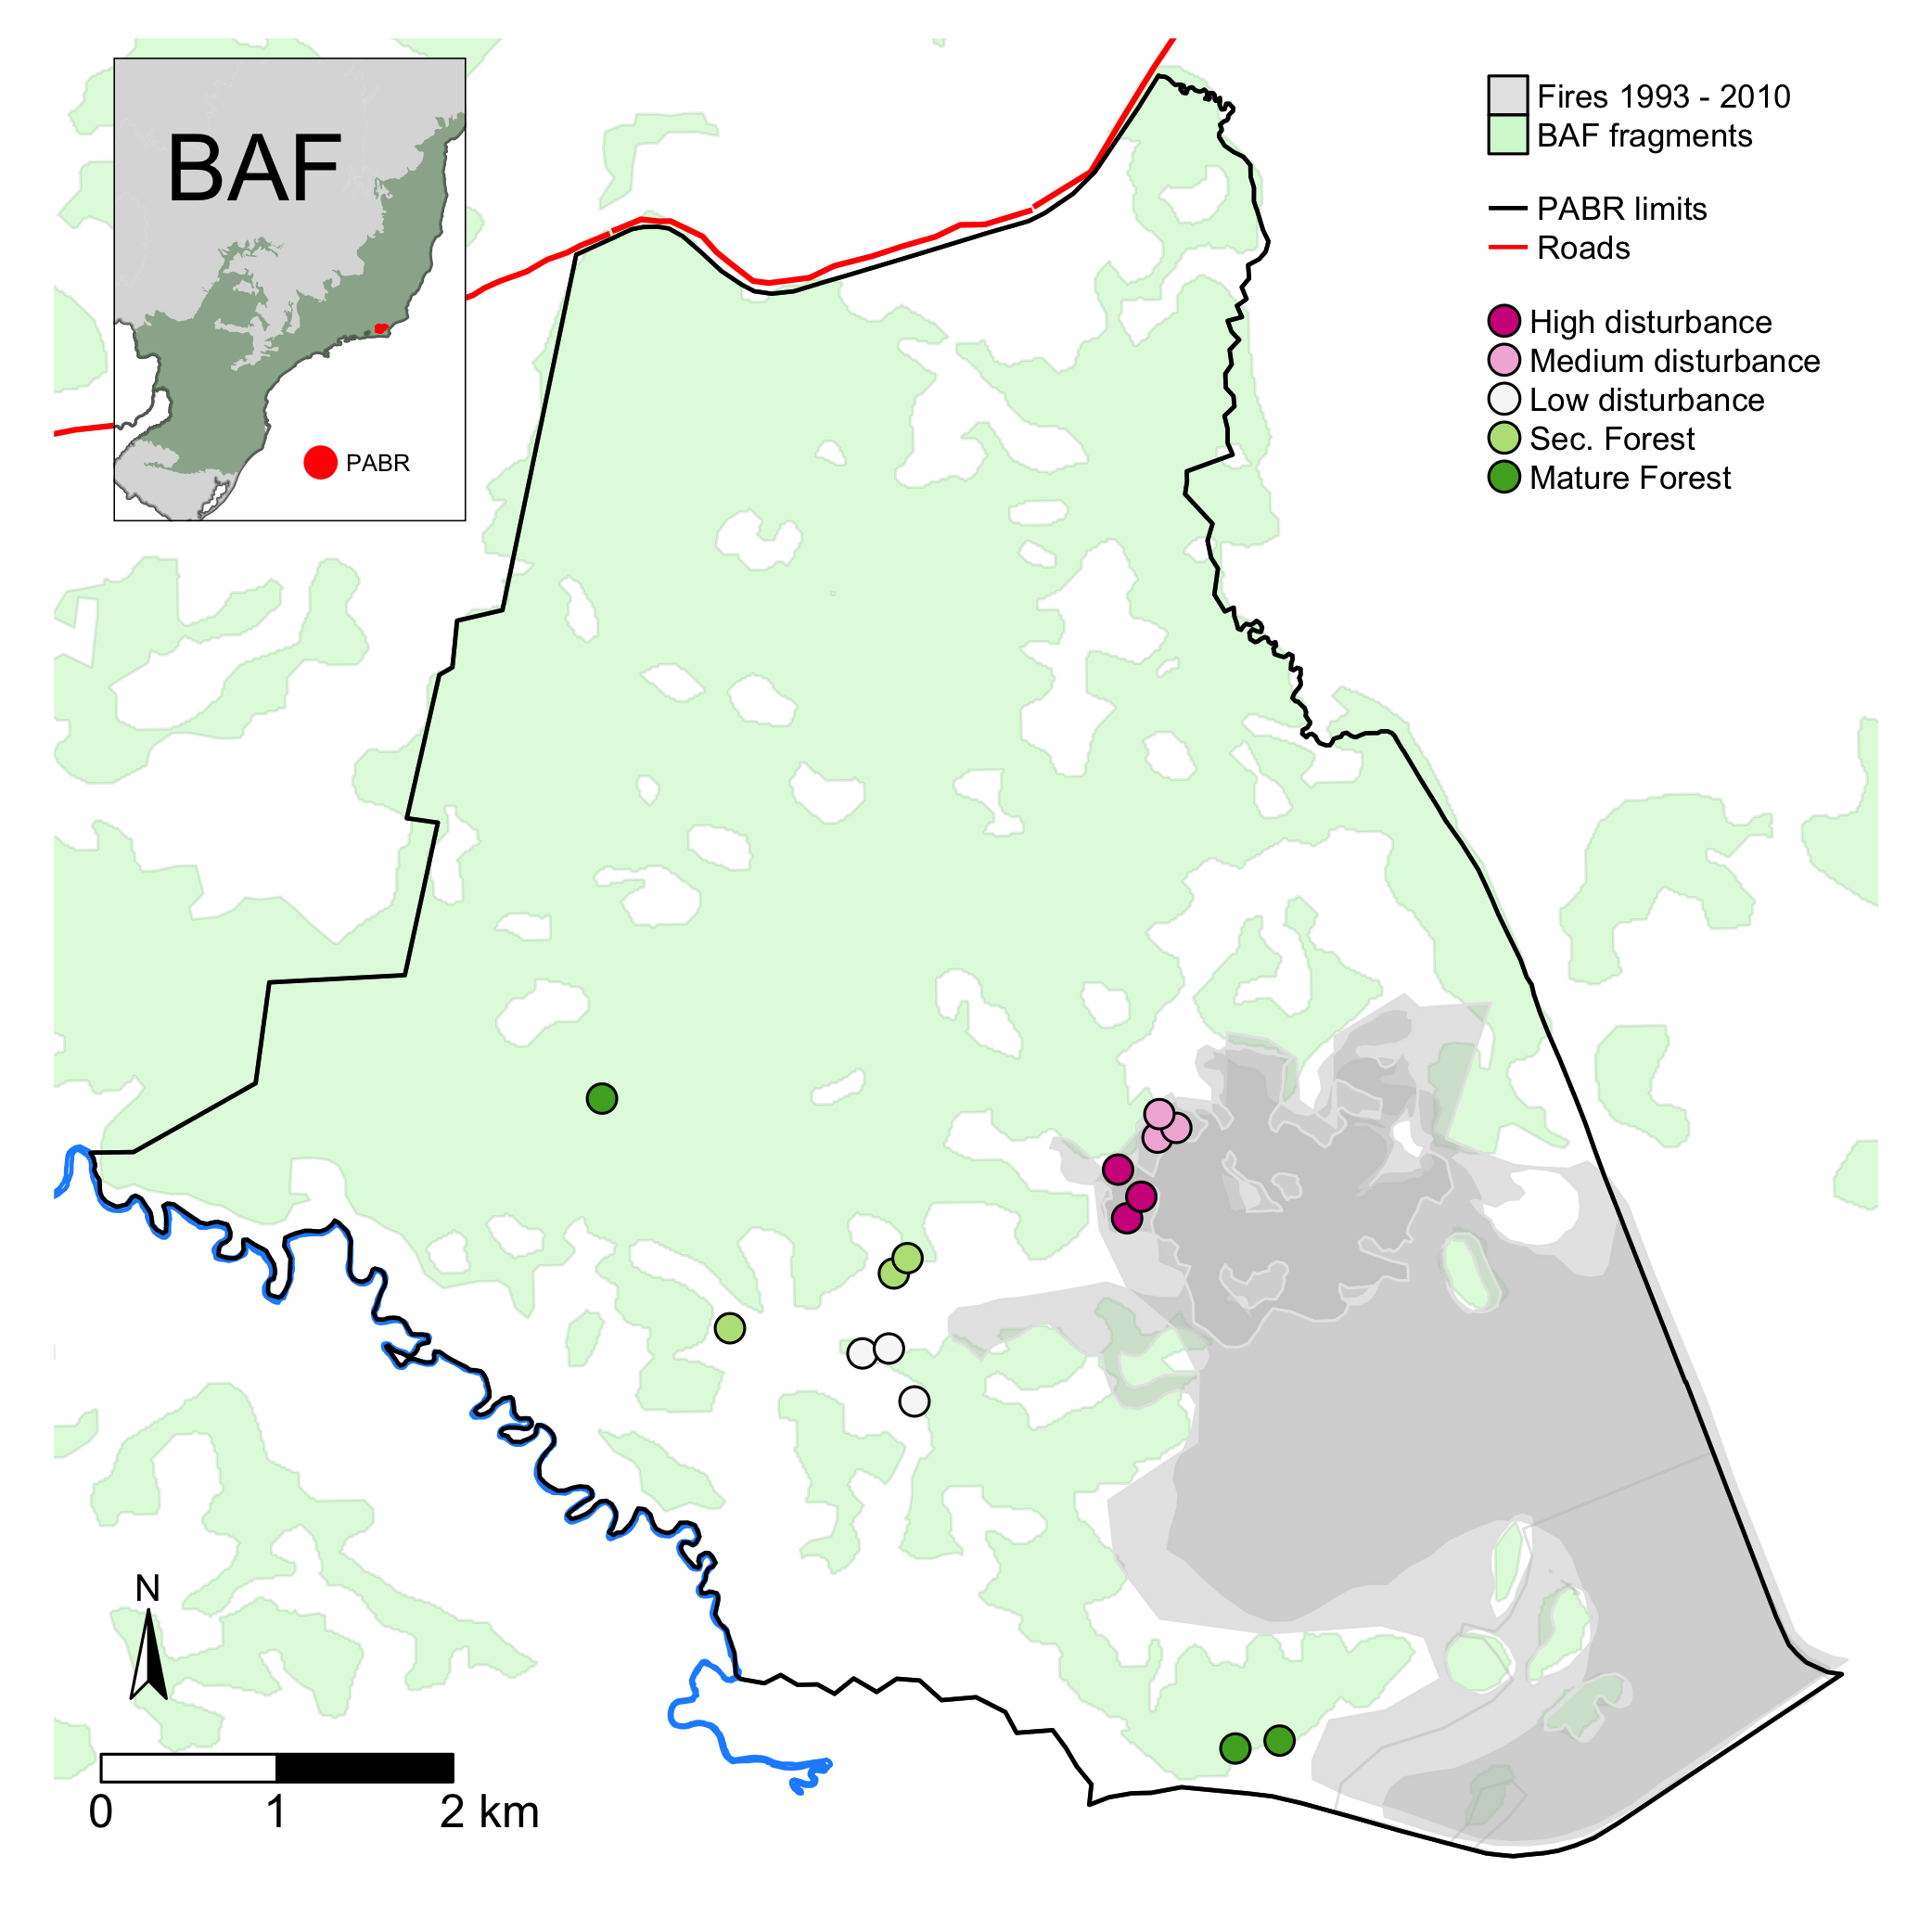 BAF
PABR
Fires 1993 - 2010
BAF fragments
PABR limits
Roads
High disturbance
Medium disturbance
Low disturbance
Sec. Forest
Mature Forest
N
0 1 2 km